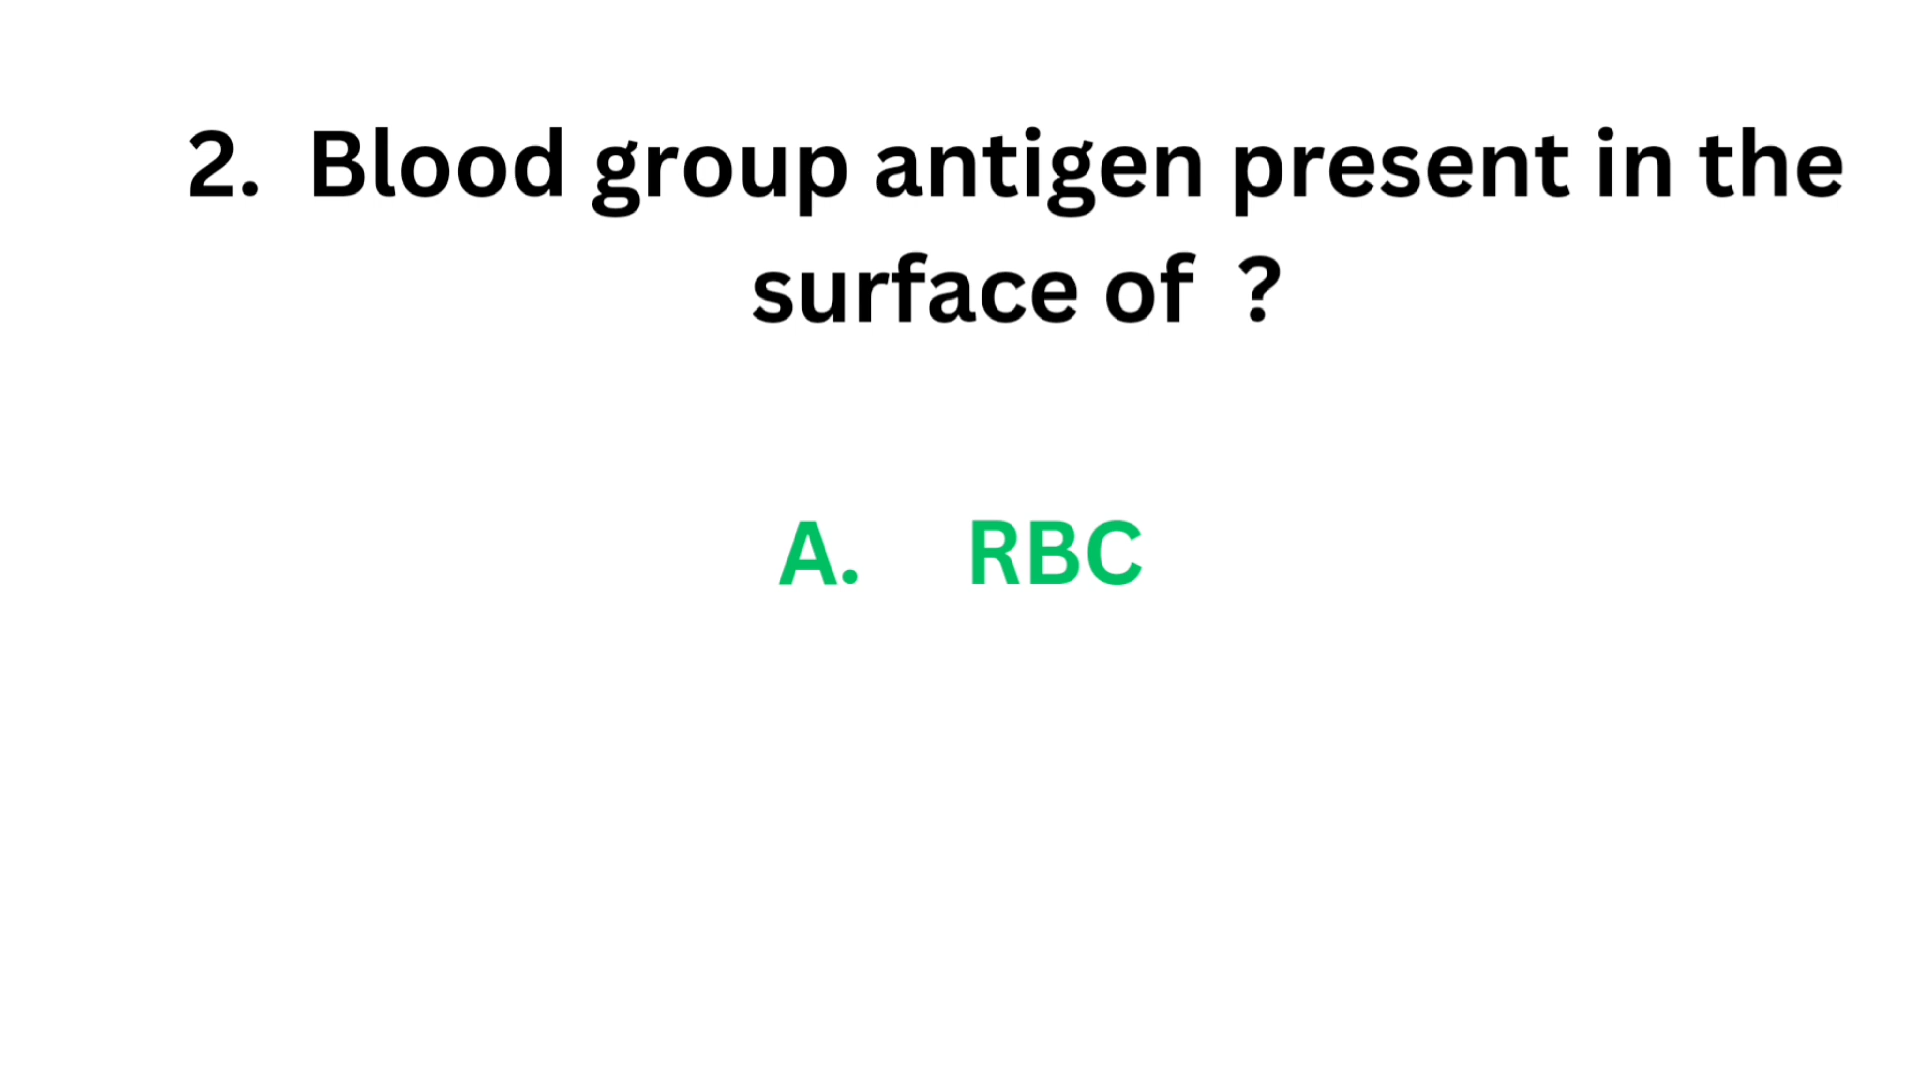 2. Blood group antigen present in the
surface of ?
A. RBC